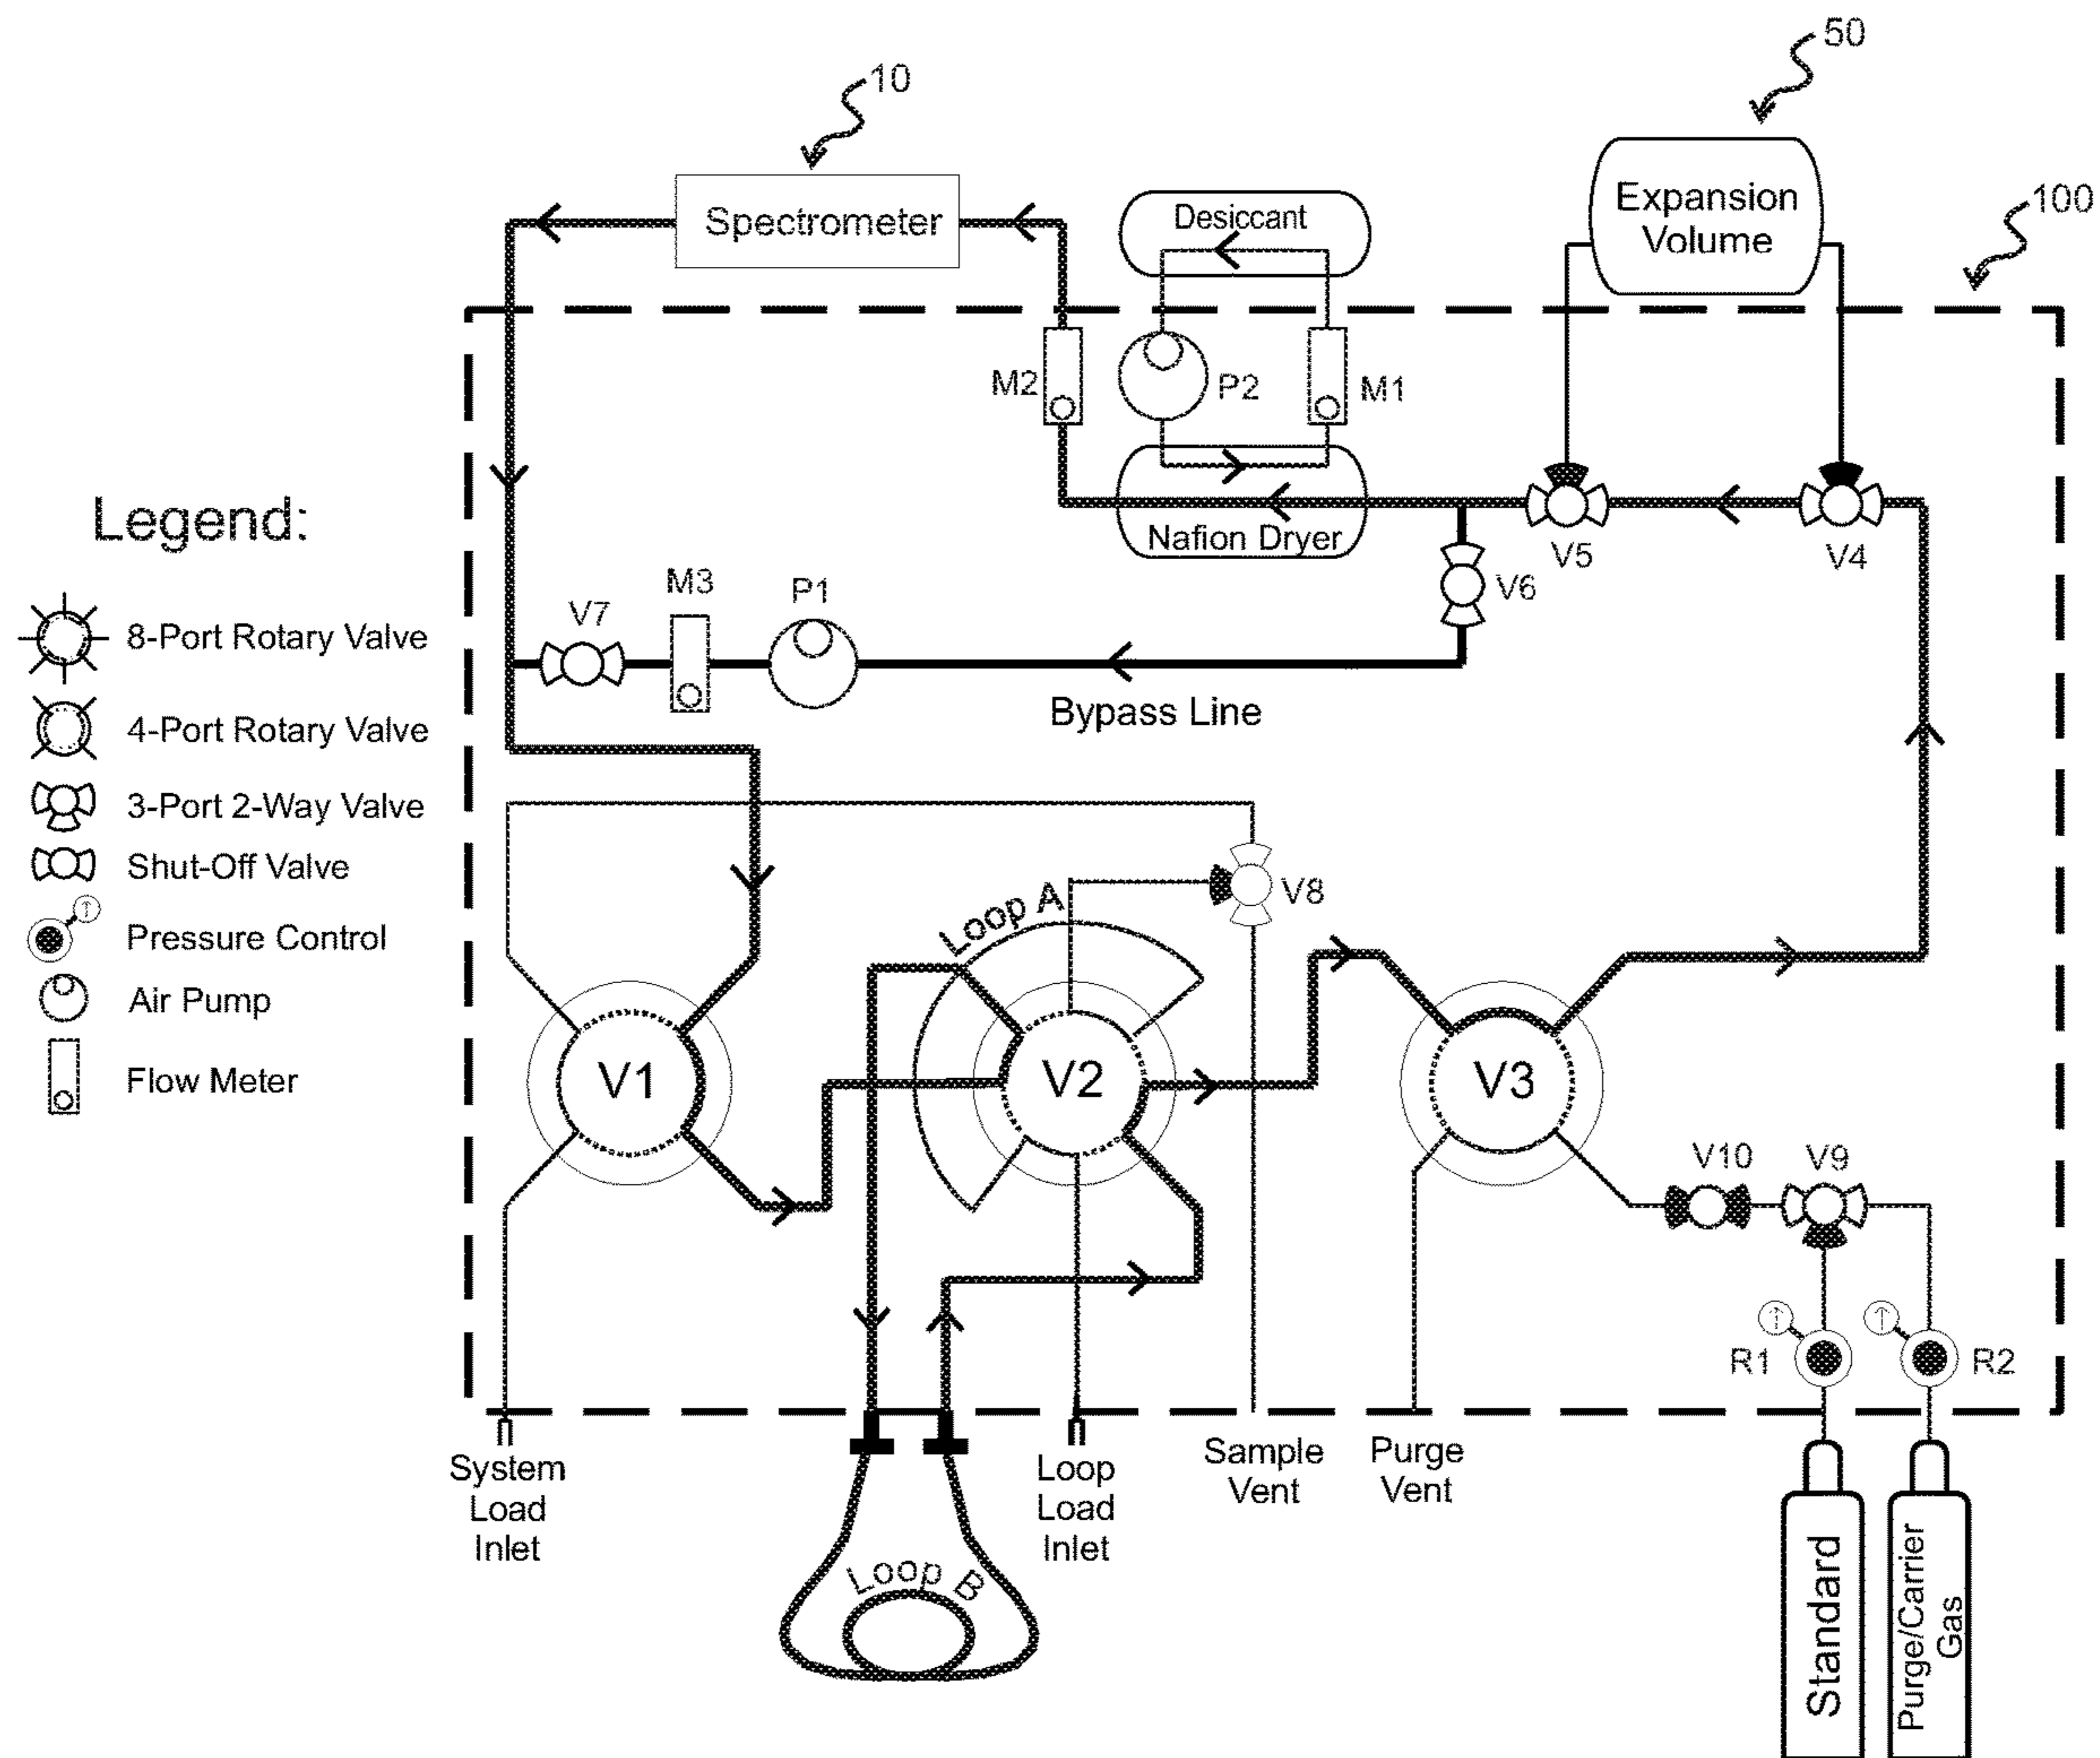 50
10
100
Expansion
Volume
Desiccant
Spectrometer
M2
P2
M1
Legend:
Nafion Dryer
V5
V4
V6
M3
P1
V7
Bypass Line
8-Port Rotary Valve
4-Port Rotary Valve
3-Port 2-Way Valve
Shut-Off Valve
Pressure Control
Air Pump
Flow Meter
Loop A
V8
V1
V2
V3
V10
V9
R1
R2
System
Load
Inlet
Loop
Load
Inlet
Sample
Vent
Purge
Vent
Loop B
Standard
Purge/Carrier
Gas